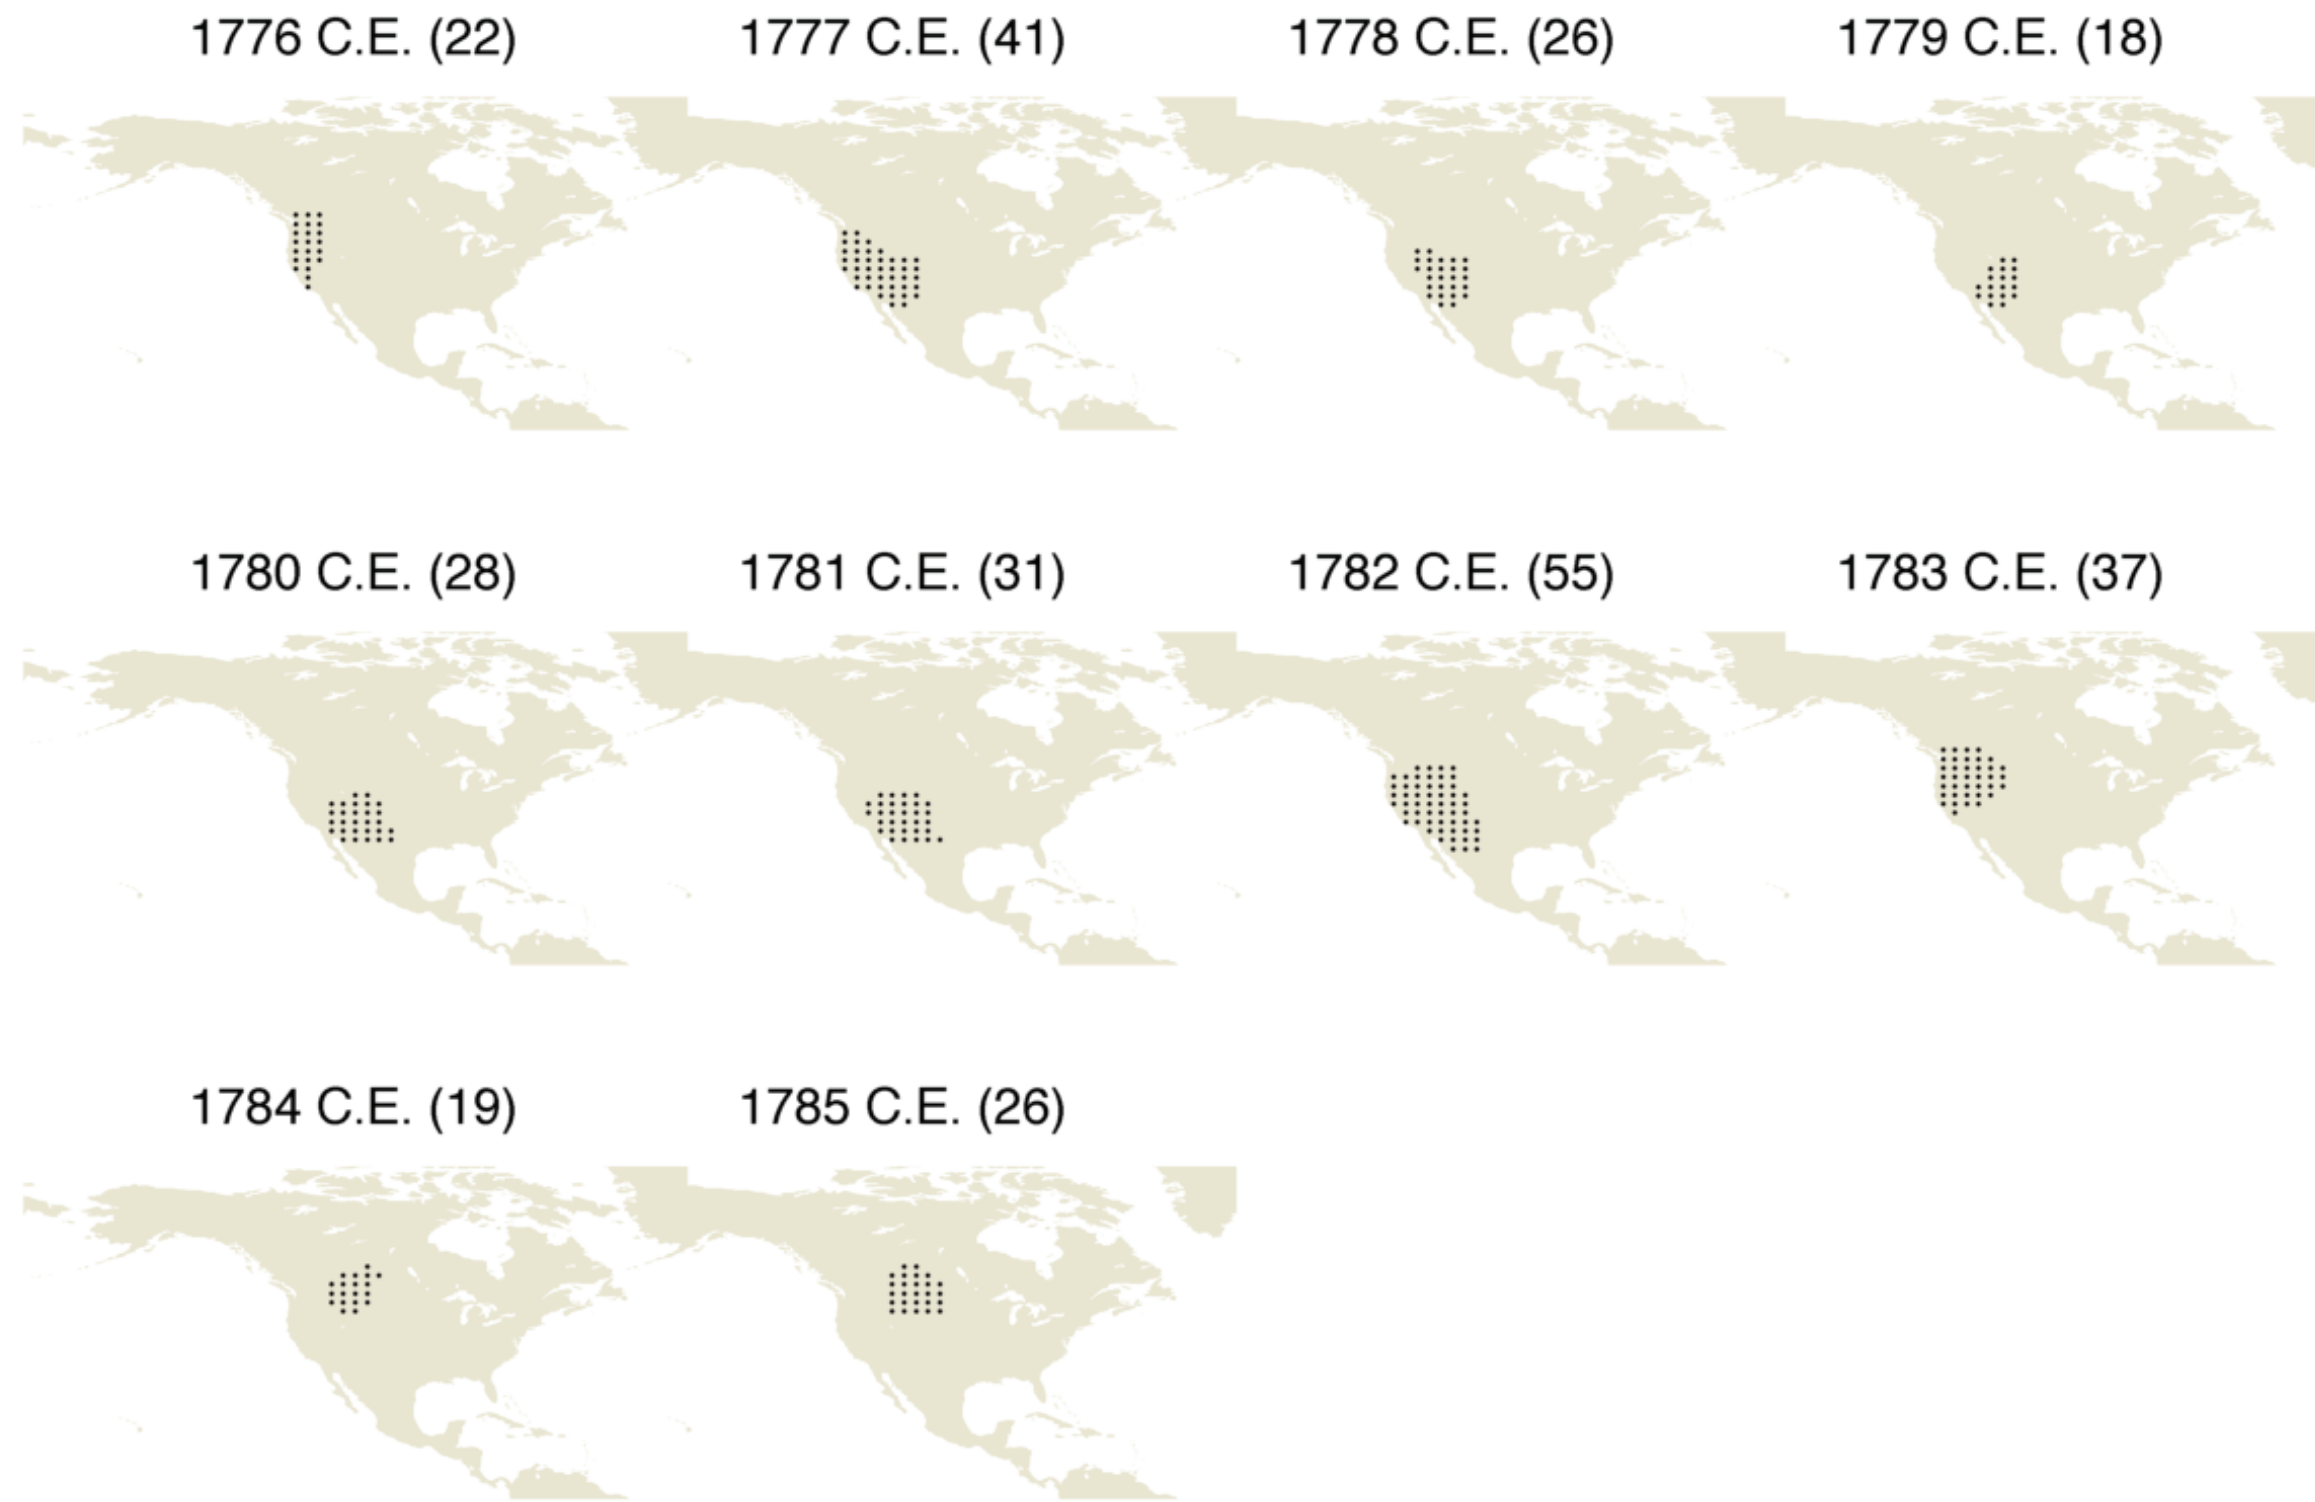 1776 C.E. (22) 1777 C.E. (41) 1778 C.E. (26) 1779 C.E. (18)
1780 C.E. (28) 1781 C.E. (31) 1782 C.E. (55) 1783 C.E. (37)
1784 C.E. (19) 1785 C.E. (26)